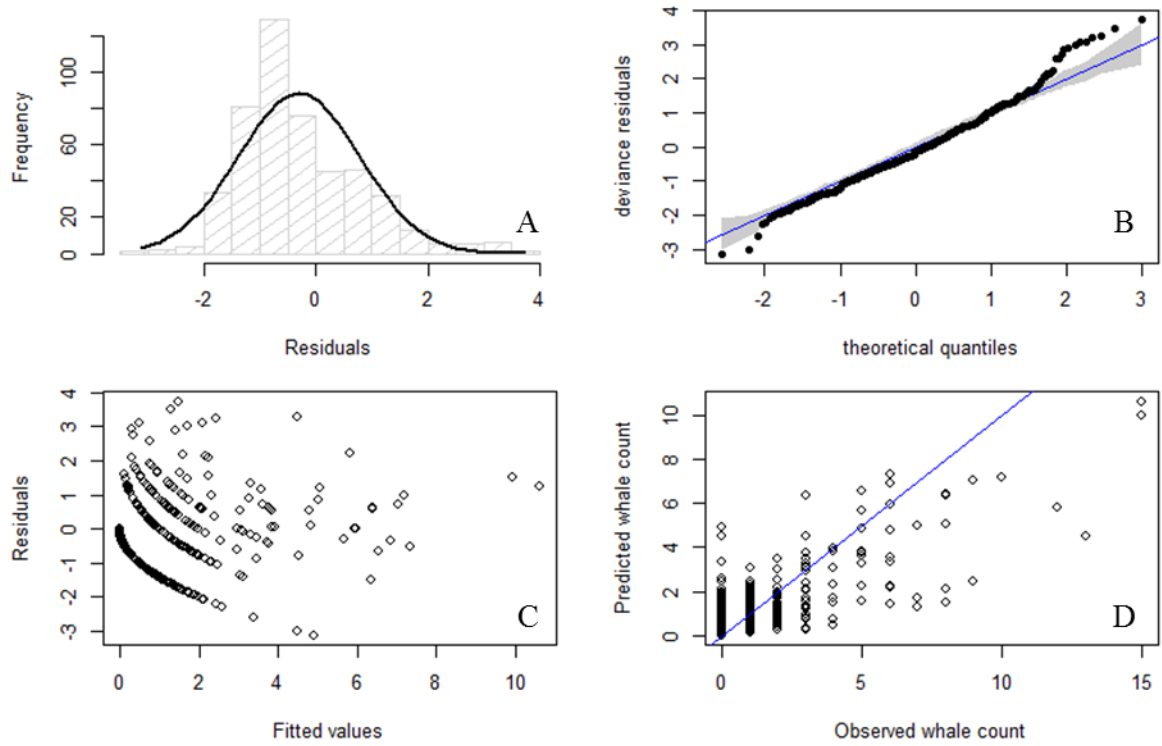 Frequency
0 20 60 100
A
-2 0 2 4
Residuals
deviance residuals
-3 -2 -1 0 1 2 3 4
B
-2 -1 0 1 2 3
theoretical quantiles
Residuals
-3 -2 -1 0 1 2 3 4
C
0 2 4 6 8 10
Fitted values
Predicted whale count
0 2 4 6 8 10
D
0 5 10 15
Observed whale count